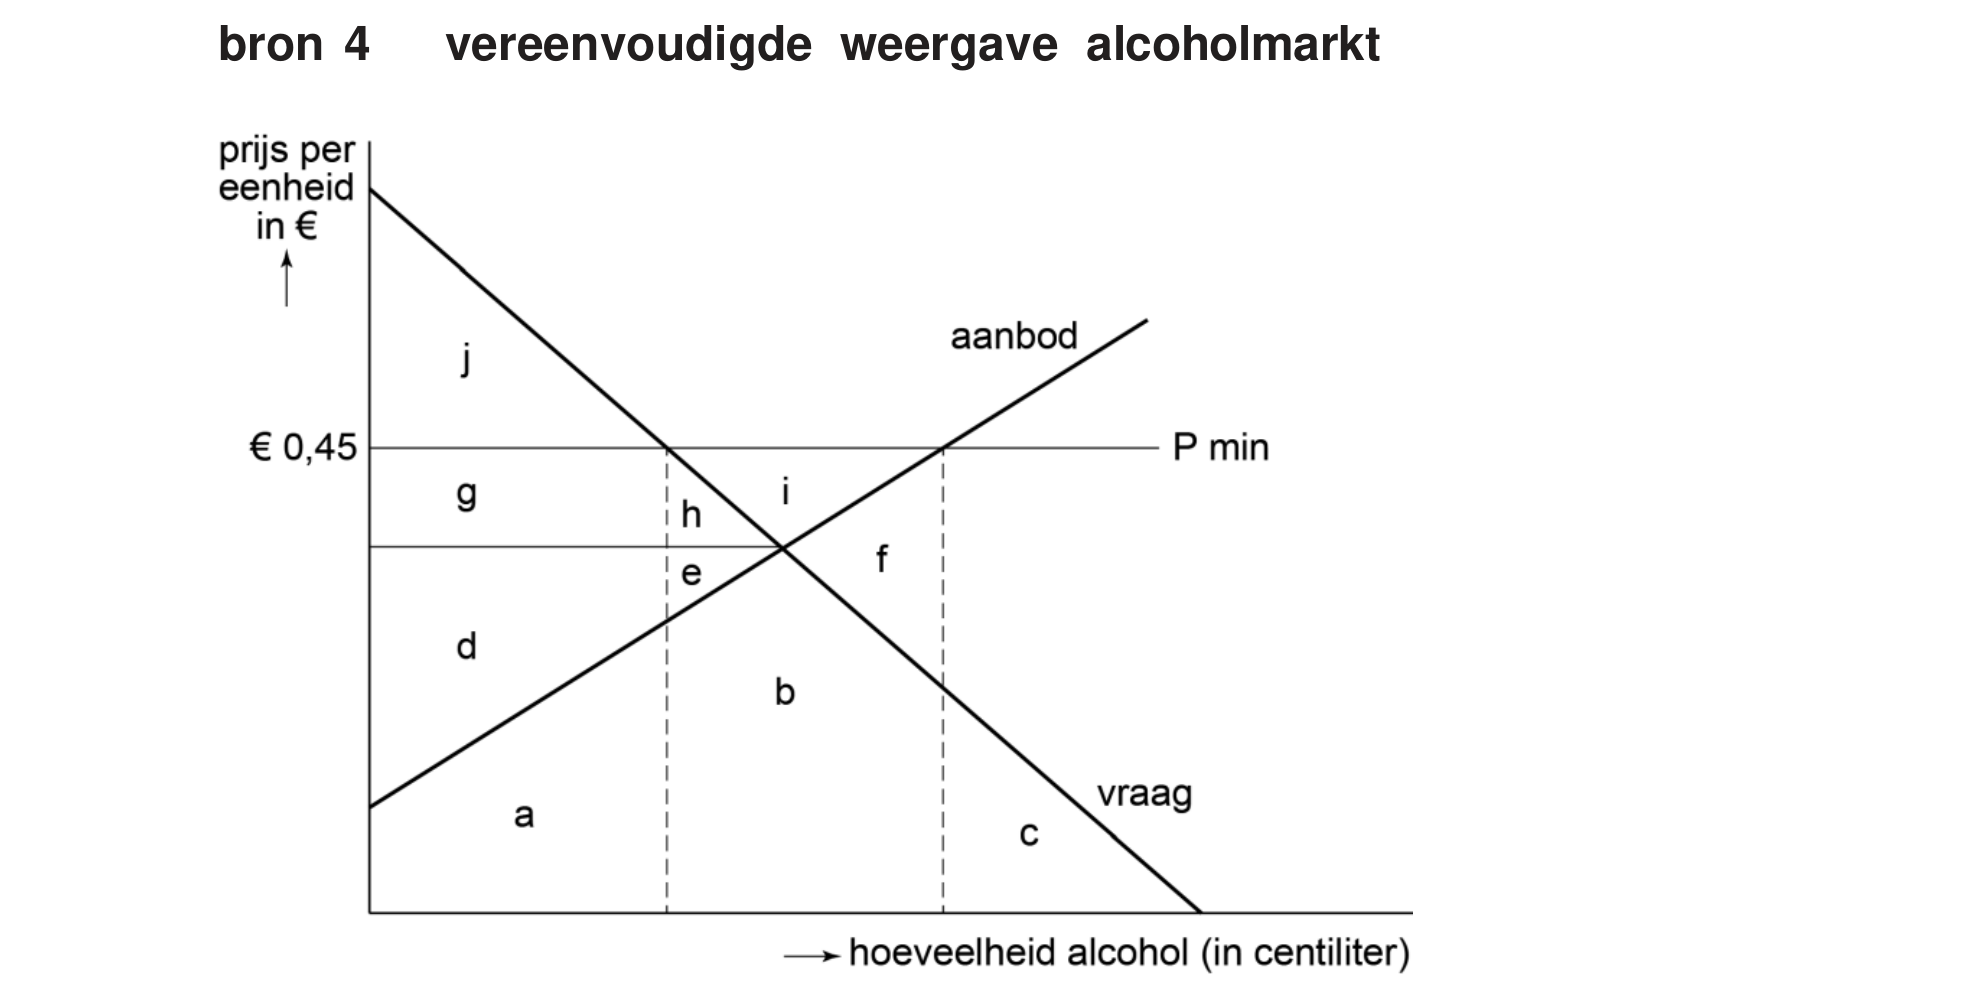 bron 4 vereenvoudigde weergave alcoholmarkt
prijs per
eenheid
in €
aanbod
j
€ 0,45
P min
g
i
h
f
e
d
b
vraag
a
c
hoeveelheid alcohol (in centiliter)